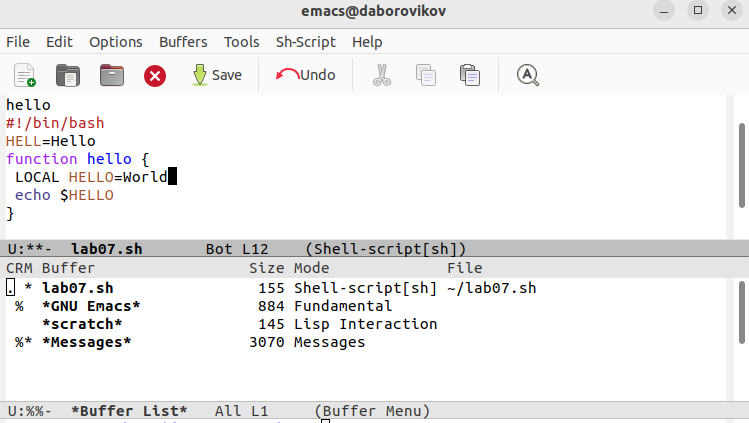 emacs@daborovikov
File Edit Options Buffers Tools Sh-Script Help
Save Undo
hello
#!/bin/bash
HELL=Hello
function hello {
 LOCAL HELLO=World
 echo $HELLO
}
U:**-  lab07.sh       Bot L12    (Shell-script[sh])
CRM Buffer                 Size Mode             File
. * lab07.sh                155 Shell-script[sh] ~/lab07.sh
 %  *GNU Emacs*             884 Fundamental
    *scratch*               145 Lisp Interaction
 %* *Messages*             3070 Messages
U:%%-  *Buffer List*   All L1     (Buffer Menu)